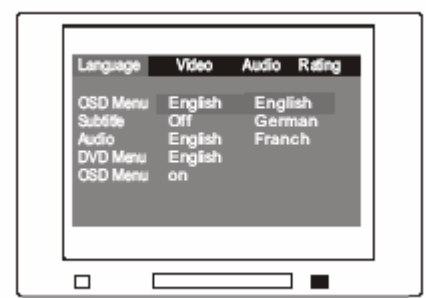 Language Video Audio Rating
OSD Menu English English
Subtitle Off German
Audio English Franch
DVD Menu English
OSD Menu on